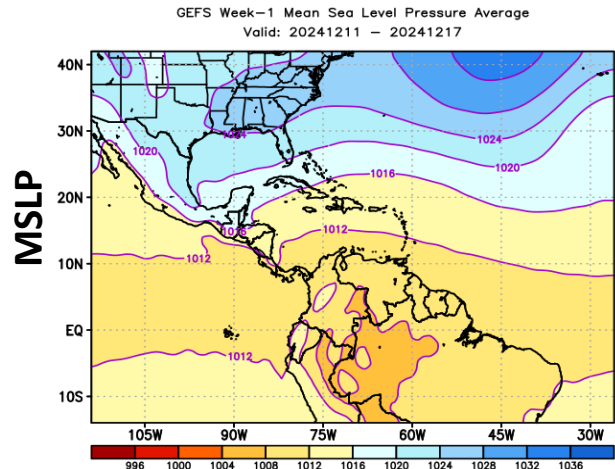 GEFS Week-1 Mean Sea Level Pressure Average
Valid: 20241211 - 20241217
MSLP
40N
30N
20N
10N
EQ
10S
1024
1024
1020
1020
1016
1016
1012
1012
1012
105W 90W 75W 60W 45W 30W
996 1000 1004 1008 1012 1016 1020 1024 1028 1032 1036